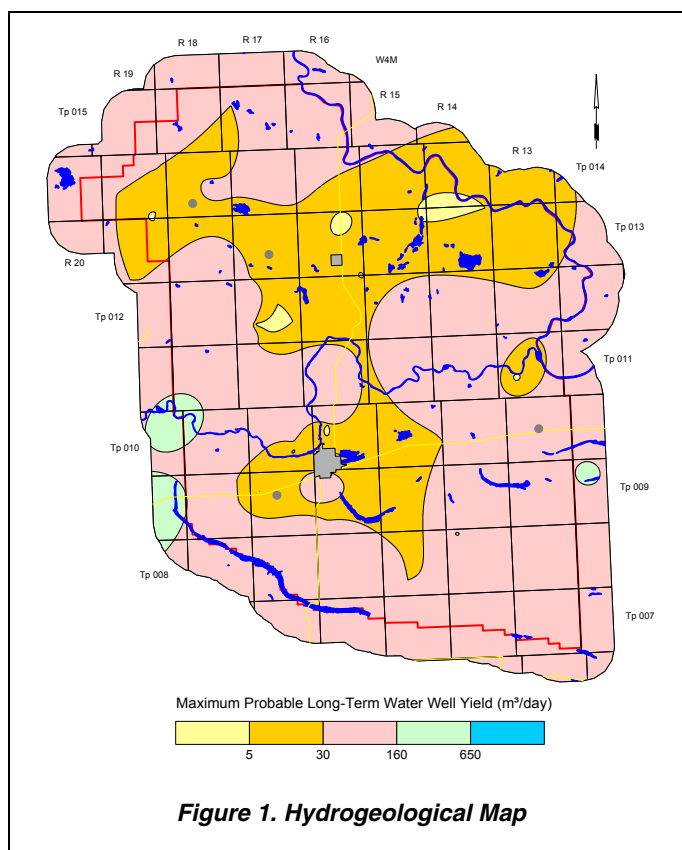 R 16
R 17
R 18
W4M
R 19
R 15
Tp 015
R 14
R 13
Tp 014
Tp 013
R 20
Tp 012
Tp 011
Tp 010
Tp 009
Tp 008
Tp 007
Maximum Probable Long-Term Water Well Yield (m³/day)
5 30 160 650
Figure 1. Hydrogeological Map